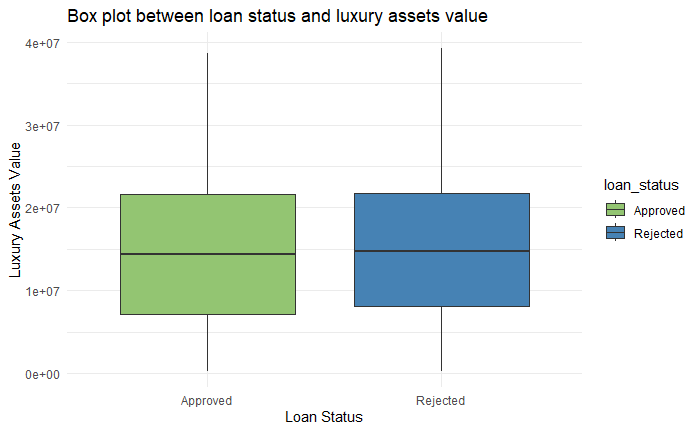 Box plot between loan status and luxury assets value
Luxury Assets Value
4e+07
3e+07
2e+07
1e+07
0e+00
Approved
Rejected
Loan Status
loan_status
Approved
Rejected